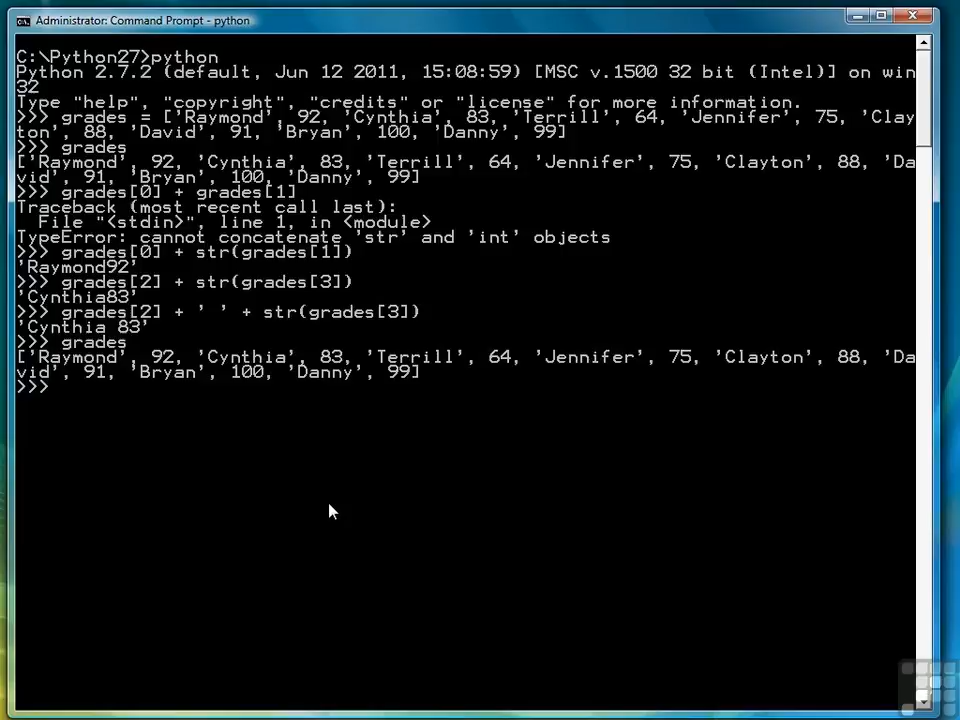 Administrator: Command Prompt - python
C:\Python27>python
Python 2.7.2 (default, Jun 12 2011, 15:08:59) [MSC v.1500 32 bit (Intel)] on win
32
Type "help", "copyright", "credits" or "license" for more information.
>>> grades = ['Raymond', 92, 'Cynthia', 83, 'Terrill', 64, 'Jennifer', 75, 'Clay
ton', 88, 'David', 91, 'Bryan', 100, 'Danny', 99]
>>> grades
['Raymond', 92, 'Cynthia', 83, 'Terrill', 64, 'Jennifer', 75, 'Clayton', 88, 'Da
vid', 91, 'Bryan', 100, 'Danny', 99]
>>> grades[0] + grades[1]
Traceback (most recent call last):
  File "<stdin>", line 1, in <module>
TypeError: cannot concatenate 'str' and 'int' objects
>>> grades[0] + str(grades[1])
'Raymond92'
>>> grades[2] + str(grades[3])
'Cynthia83'
>>> grades[2] + ' ' + str(grades[3])
'Cynthia 83'
>>> grades
['Raymond', 92, 'Cynthia', 83, 'Terrill', 64, 'Jennifer', 75, 'Clayton', 88, 'Da
vid', 91, 'Bryan', 100, 'Danny', 99]
>>>